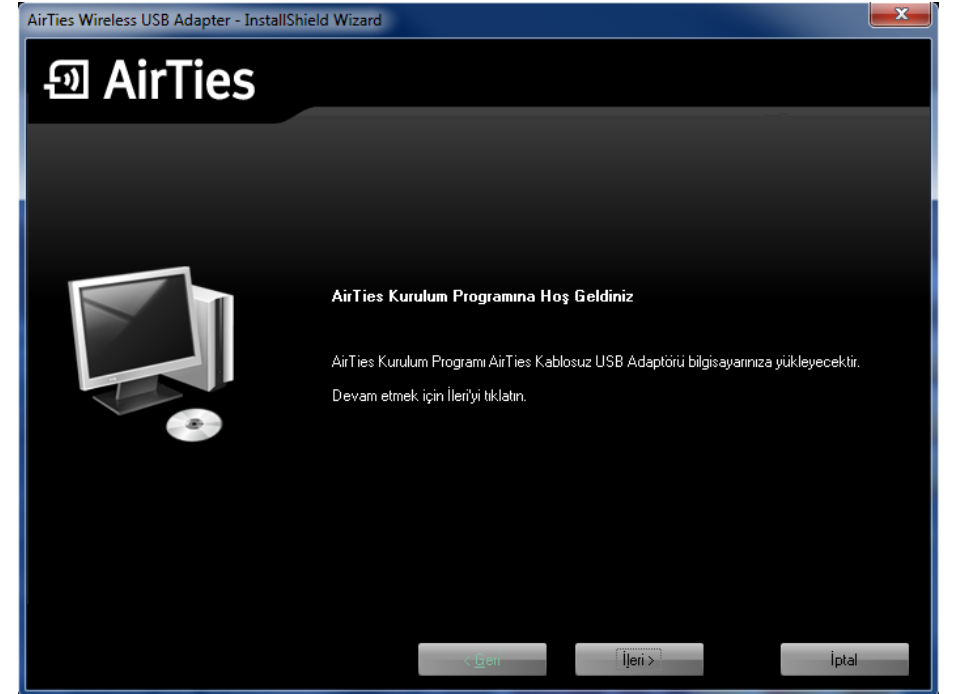 AirTies Wireless USB Adapter - InstallShield Wizard
AirTies
AirTies Kurulum Programına Hoş Geldiniz
AirTies Kurulum Programı AirTies Kablosuz USB Adaptörü bilgisayarınıza yükleyecektir.
Devam etmek için İleri'yi tıklatın.
< Geri
İleri >
İptal